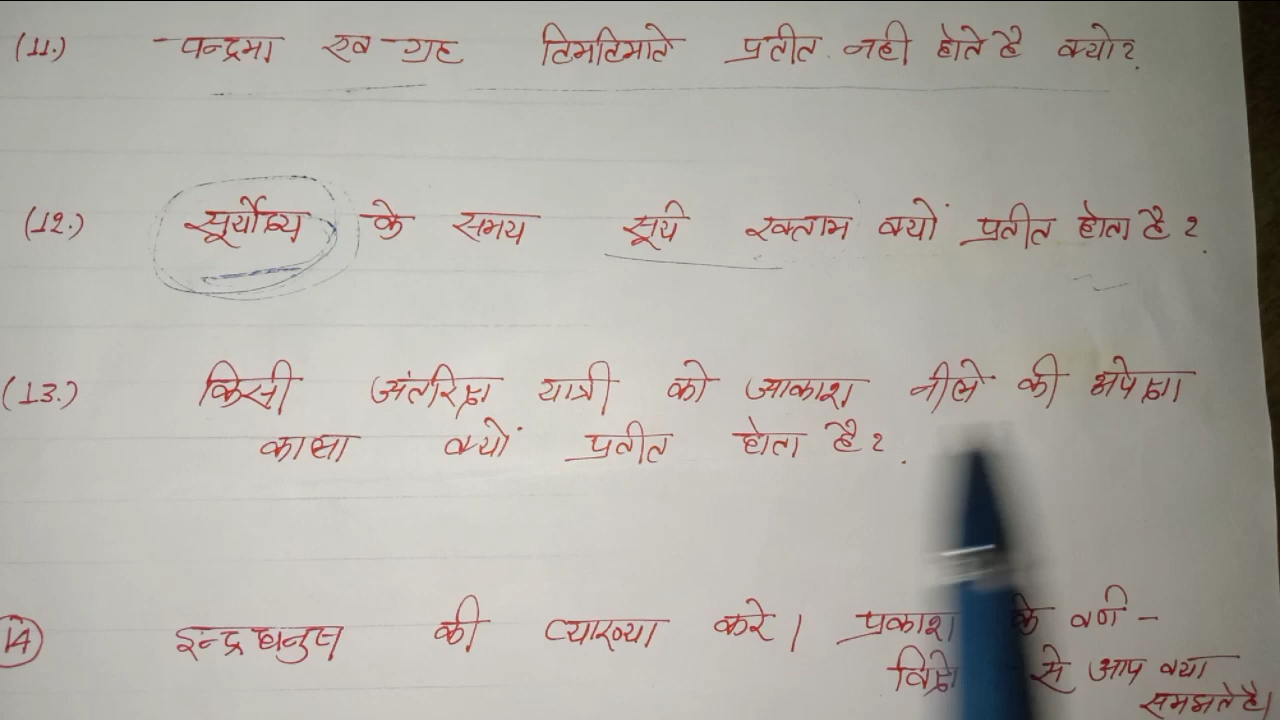 (11.) चन्द्रमा एव ग्रह टिमटिमाते प्रतीत नही होते है क्यो?
(12.) सूर्योदय के समय सूर्य रक्ताभ क्यों प्रतीत होता है?
(13.) किसी अंतरिक्ष यात्री को आकाश नीले की अपेक्षा
काला क्यों प्रतीत होता है?
14 इन्द्रधनुष की व्याख्या करे। प्रकाश के वर्ण-
से आप क्या
समझते है।